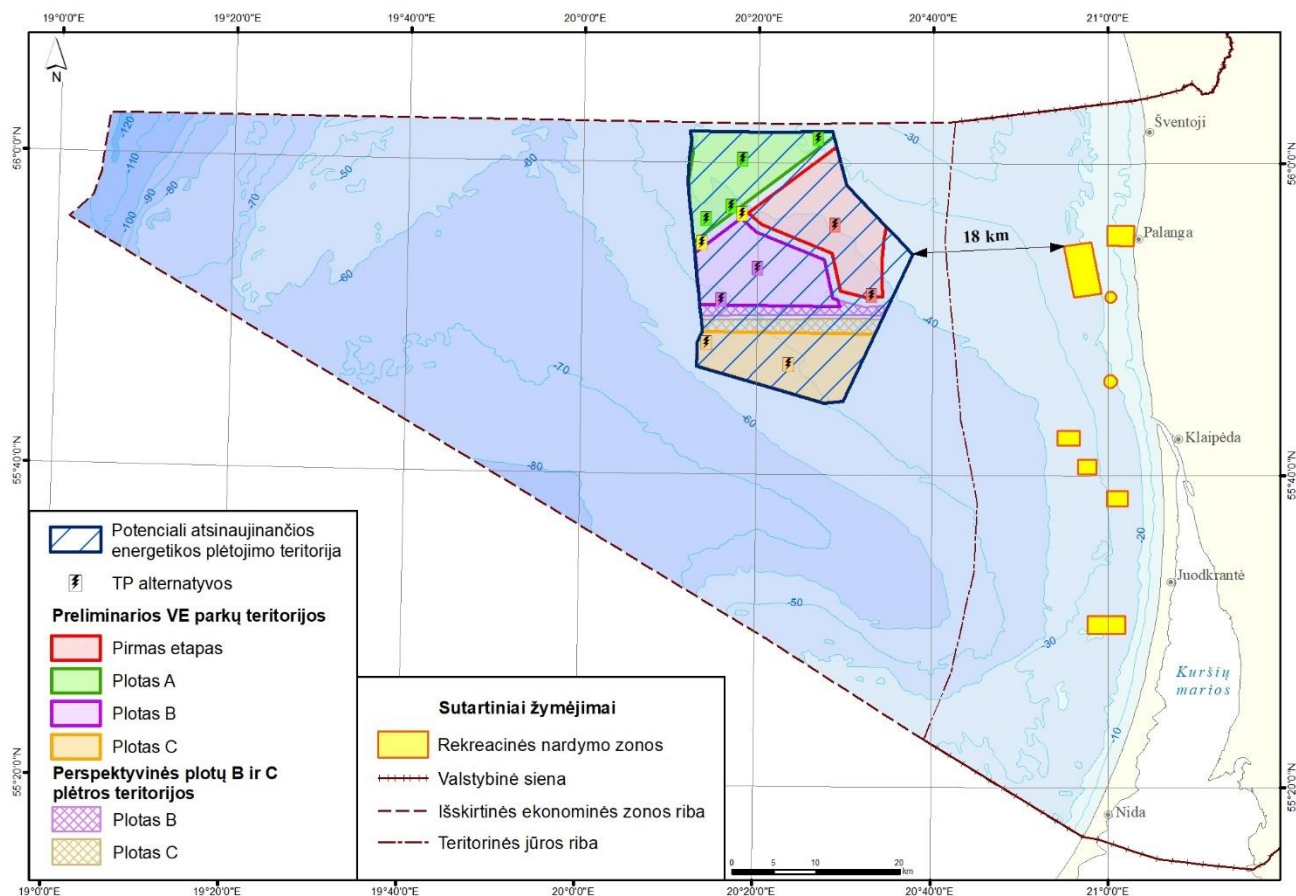 19°0'0"E
19°20'0"E
19°40'0"E
20°0'0"E
20°20'0"E
20°40'0"E
21°0'0"E
N
56°0'0"N
56°0'0"N
-120
-110
-100
-90
-80
-70
-50
-60
-60
-30
Šventoji
18 km
Palanga
-40
-70
-60
-80
-50
-30
-20
-10
Klaipėda
Juodkrantė
Kuršių
marios
Nida
55°40'0"N
55°40'0"N
55°20'0"N
55°20'0"N
Potenciali atsinaujinančios
energetikos plėtojimo teritorija
TP alternatyvos
Preliminarios VE parkų teritorijos
Pirmas etapas
Plotas A
Plotas B
Plotas C
Perspektyvinės plotų B ir C
plėtros teritorijos
Plotas B
Plotas C
Sutartiniai žymėjimai
Rekreacinės nardymo zonos
Valstybinė siena
Išskirtinės ekonominės zonos riba
Teritorinės jūros riba
0 5 10 20
km
19°0'0"E
19°20'0"E
19°40'0"E
20°0'0"E
20°20'0"E
20°40'0"E
21°0'0"E